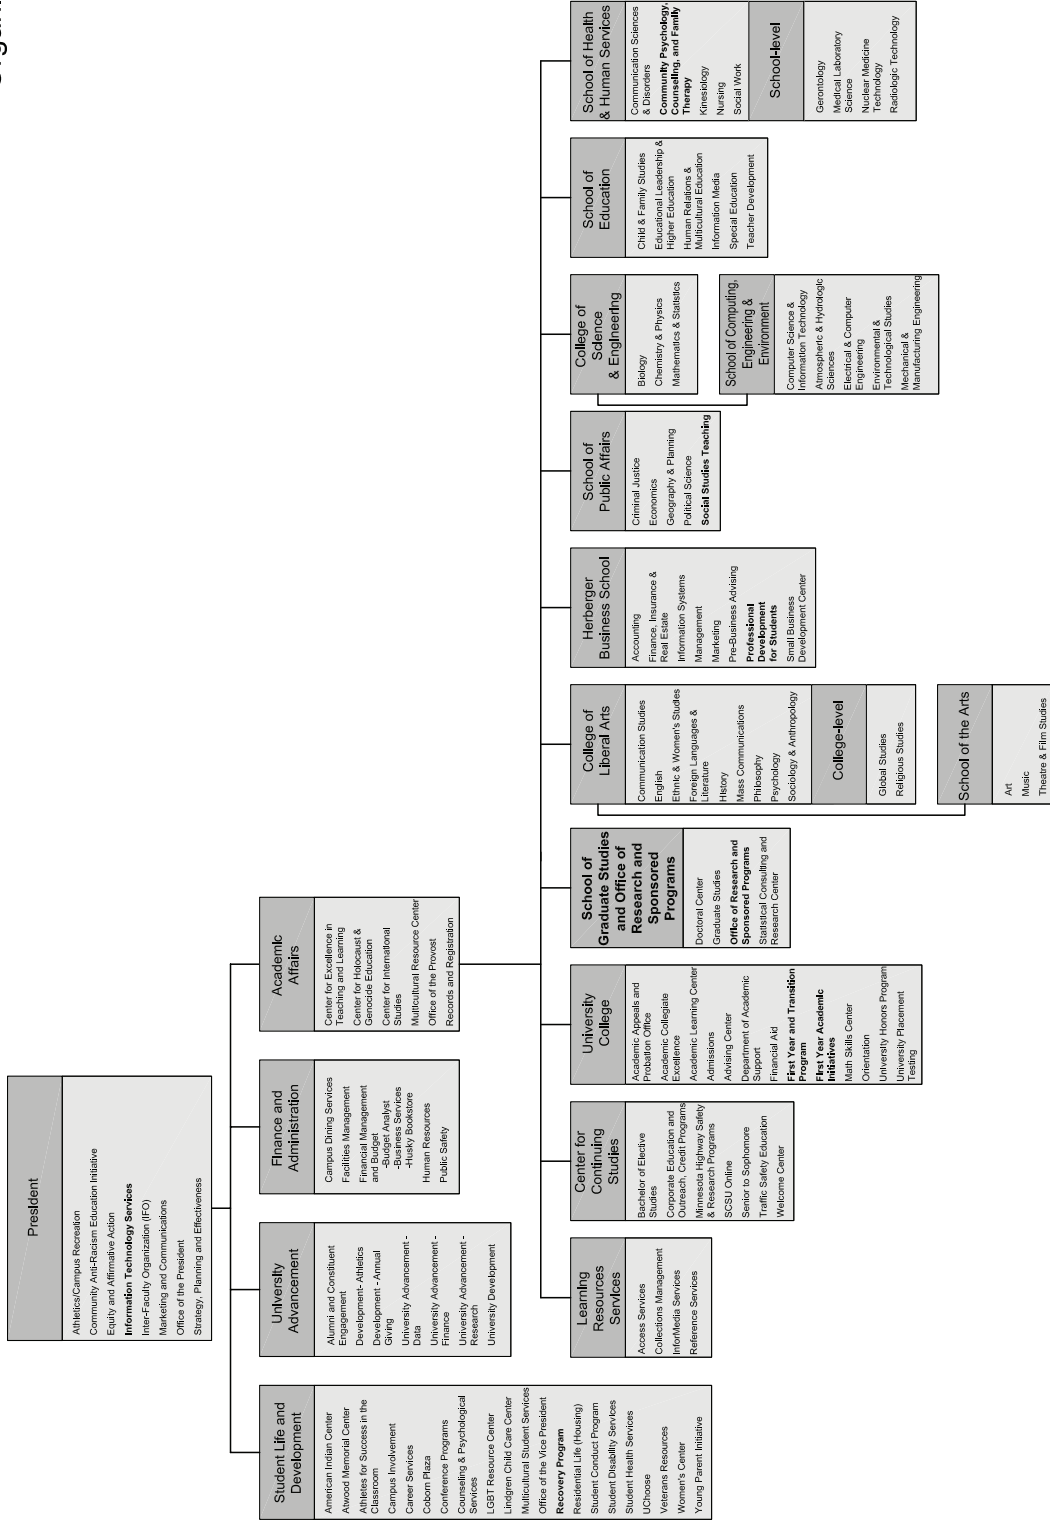 President
Athletics/Campus Recreation
Community Anti-Racism Education Initiative
Equity and Affirmative Action
Information Technology Services
Inter-Faculty Organization (IFO)
Marketing and Communications
Office of the President
Strategy, Planning and Effectiveness
Student Life and
Development
American Indian Center
Atwood Memorial Center
Athletes for Success in the
Classroom
Campus Involvement
Career Services
Coborn Plaza
Conference Programs
Counseling & Psychological
Services
LGBT Resource Center
Lindgren Child Care Center
Multicultural Student Services
Office of the Vice President
Recovery Program
Residential Life (Housing)
Student Conduct Program
Student Disability Services
Student Health Services
UChoose
Veterans Resources
Women's Center
Young Parent Initiative
University
Advancement
Alumni and Constituent
Engagement
Development- Athletics
Development - Annual
Giving
University Advancement -
Data
University Advancement -
Finance
University Advancement -
Research
University Development
Finance and
Administration
Campus Dining Services
Facilities Management
Financial Management
and Budget
-Budget Analyst
-Business Services
-Husky Bookstore
Human Resources
Public Safety
Academic
Affairs
Center for Excellence in
Teaching and Learning
Center for Holocaust &
Genocide Education
Center for International
Studies
Multicultural Resource Center
Office of the Provost
Records and Registration
Learning
Resources
Services
Access Services
Collections Management
InforMedia Services
Reference Services
Center for
Continuing
Studies
Bachelor of Elective
Studies
Corporate Education and
Outreach, Credit Programs
Minnesota Highway Safety
& Research Programs
SCSU Online
Senior to Sophomore
Traffic Safety Education
Welcome Center
University
College
Academic Appeals and
Probation Office
Academic Collegiate
Excellence
Academic Learning Center
Admissions
Advising Center
Department of Academic
Support
Financial Aid
First Year and Transition
Program
First Year Academic
Initiatives
Math Skills Center
Orientation
University Honors Program
University Placement
Testing
School of
Graduate Studies
and Office of
Research and
Sponsored
Programs
Doctoral Center
Graduate Studies
Office of Research and
Sponsored Programs
Statistical Consulting and
Research Center
College of
Liberal Arts
Communication Studies
English
Ethnic & Women's Studies
Foreign Languages &
Literature
History
Mass Communications
Philosophy
Psychology
Sociology & Anthropology
College-level
Global Studies
Religious Studies
School of the Arts
Art
Music
Theatre & Film Studies
Herberger
Business School
Accounting
Finance, Insurance &
Real Estate
Information Systems
Management
Marketing
Pre-Business Advising
Professional
Development
for Students
Small Business
Development Center
School of
Public Affairs
Criminal Justice
Economics
Geography & Planning
Political Science
Social Studies Teaching
College of
Science
& Engineering
Biology
Chemistry & Physics
Mathematics & Statistics
School of Computing,
Engineering &
Environment
Computer Science &
Information Technology
Atmospheric & Hydrologic
Sciences
Electrical & Computer
Engineering
Environmental &
Technological Studies
Mechanical &
Manufacturing Engineering
School of
Education
Child & Family Studies
Educational Leadership &
Higher Education
Human Relations &
Multicultural Education
Information Media
Special Education
Teacher Development
School of Health
& Human Services
Communication Sciences
& Disorders
Community Psychology,
Counseling, and Family
Therapy
Kinesiology
Nursing
Social Work
School-level
Gerontology
Medical Laboratory
Science
Nuclear Medicine
Technology
Radiologic Technology